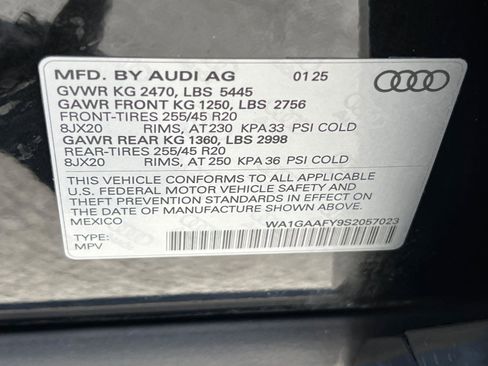 MFD. BY AUDI AG 01 25
GVWR KG 2470, LBS 5445
GAWR FRONT KG 1250, LBS 2756
FRONT-TIRES 255/45 R20
8JX20 RIMS, AT 230 KPA 33 PSI COLD
GAWR REAR KG 1360, LBS 2998
REAR-TIRES 255/45 R20
8JX20 RIMS, AT 250 KPA 36 PSI COLD
THIS VEHICLE CONFORMS TO ALL APPLICABLE
U.S. FEDERAL MOTOR VEHICLE SAFETY AND
THEFT PREVENTION STANDARDS IN EFFECT ON THE
DATE OF MANUFACTURE SHOWN ABOVE.
MEXICO
WA1GAAFY9S2057023
TYPE:
MPV